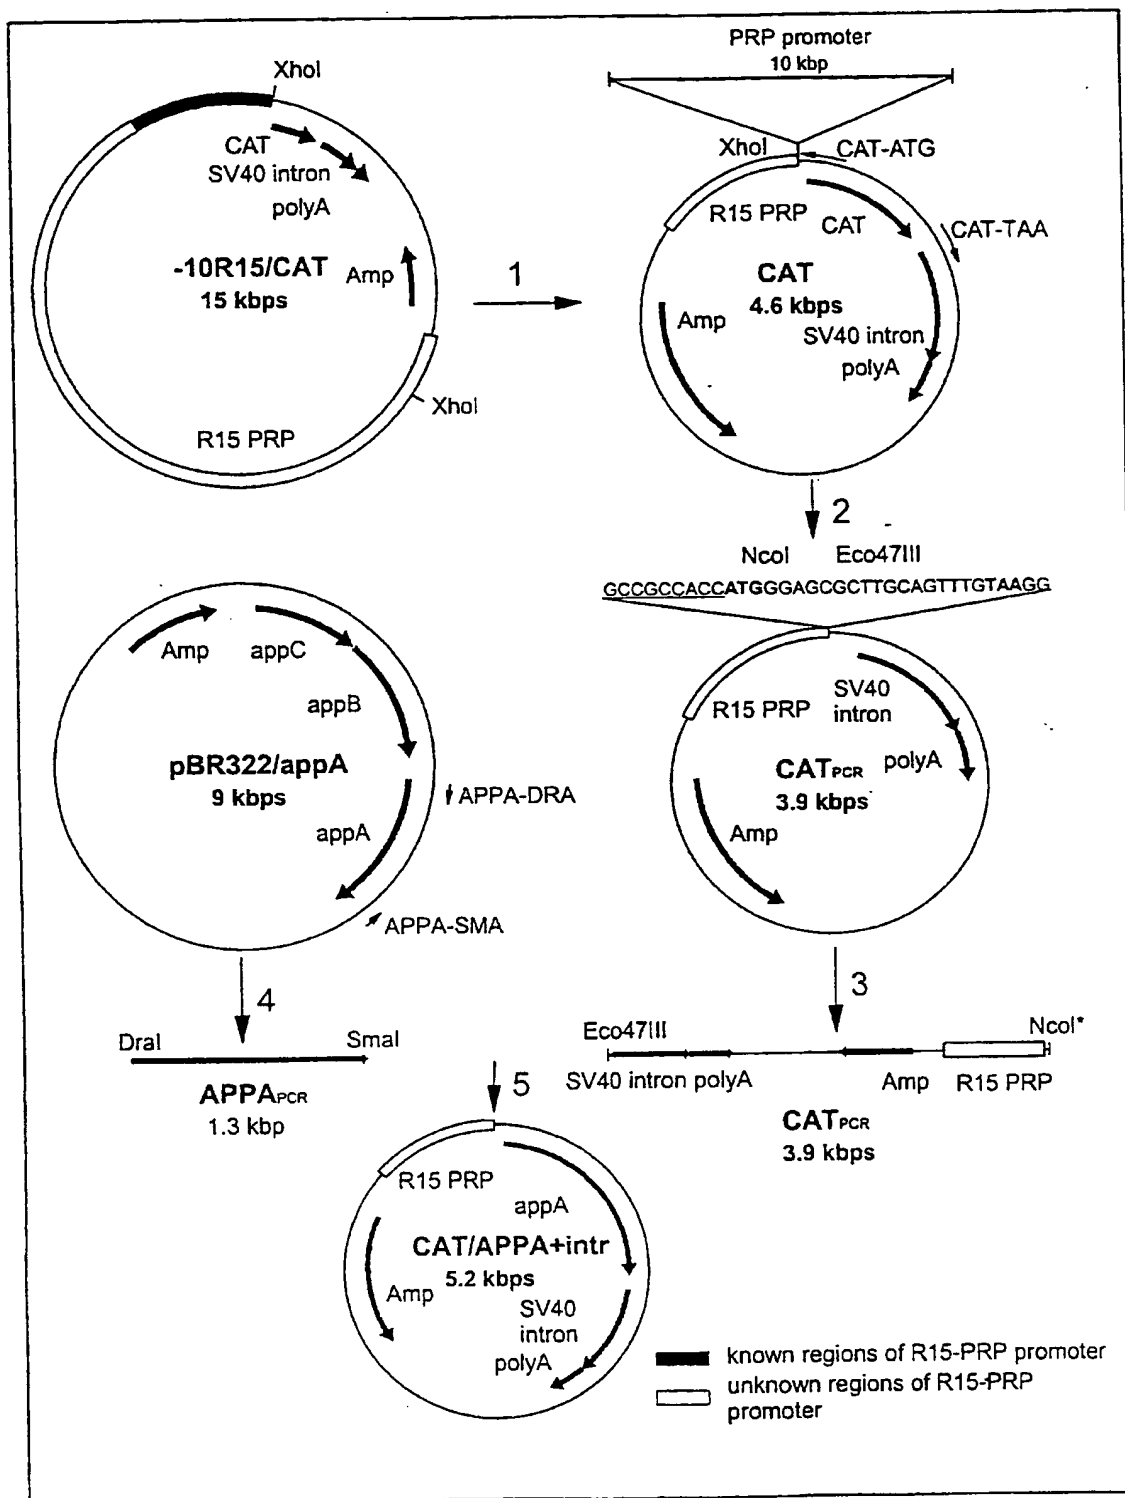 PRP promoter
10 kbp
XhoI
CAT
SV40 intron
polyA
-10R15/CAT
15 kbps
Amp
XhoI
R15 PRP
1
XhoI
CAT-ATG
R15 PRP
CAT
CAT-TAA
CAT
4.6 kbps
Amp
SV40 intron
polyA
2
NcoI Eco47III
GCCGCCACCATGGGAGCGCTTGCAGTTTGTAAGG
Amp
appC
appB
pBR322/appA
9 kbps
appA
APPA-DRA
APPA-SMA
R15 PRP
SV40
intron
polyA
CATPCR
3.9 kbps
Amp
4
DraI
SmaI
APPAPCR
1.3 kbp
3
Eco47III
NcoI*
SV40 intron polyA
Amp
R15 PRP
CATPCR
3.9 kbps
5
R15 PRP
appA
CAT/APPA+intr
5.2 kbps
Amp
SV40
intron
polyA
known regions of R15-PRP promoter
unknown regions of R15-PRP
promoter